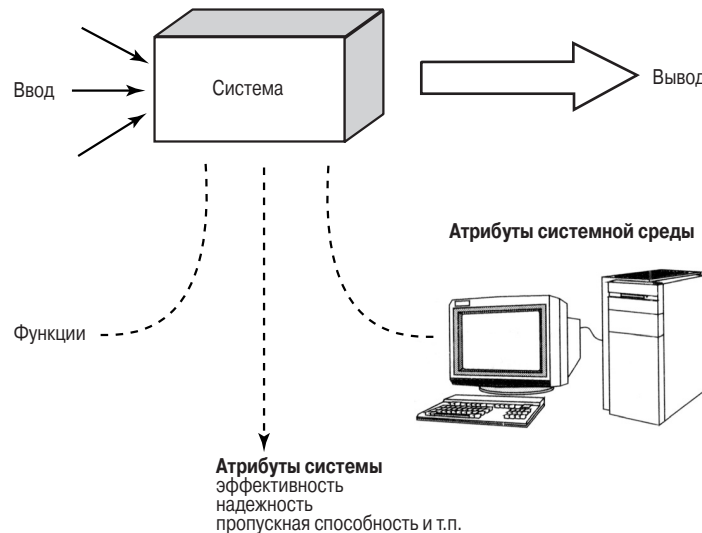 Ввод
Система
Вывод
Атрибуты системной среды
Функции
Атрибуты системы
эффективность
надежность
пропускная способность и т.п.